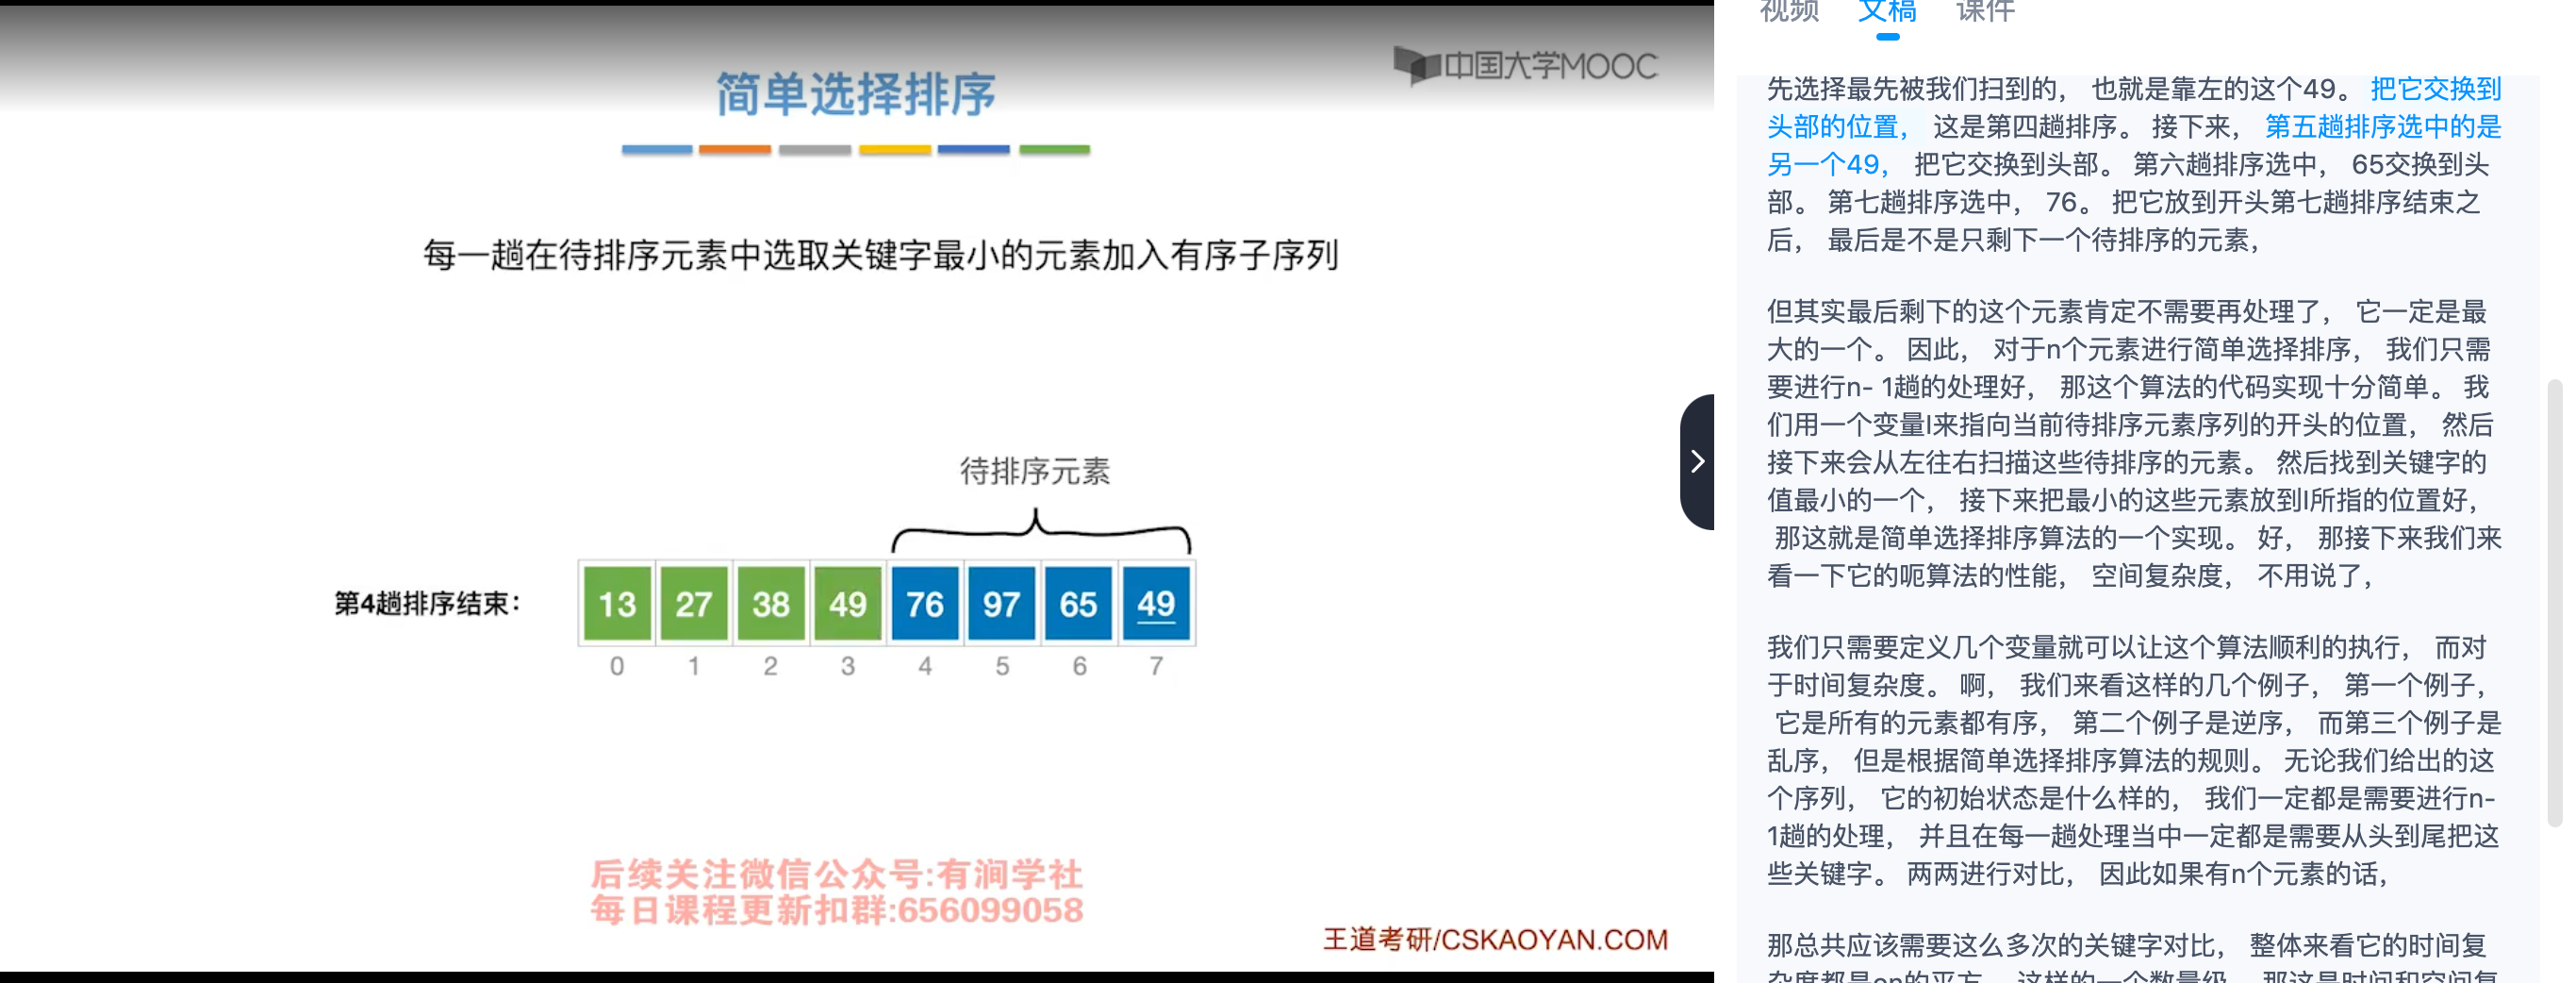 中国大学MOOC
简单选择排序
每一趟在待排序元素中选取关键字最小的元素加入有序子序列
待排序元素
第4趟排序结束：
13 27 38 49 76 97 65 49
0 1 2 3 4 5 6 7
后续关注微信公众号:有涧学社
每日课程更新扣群:656099058
王道考研/CSKAOYAN.COM
视频 文稿 课件
先选择最先被我们扫到的， 也就是靠左的这个49。 把它交换到
头部的位置， 这是第四趟排序。 接下来， 第五趟排序选中的是
另一个49， 把它交换到头部。 第六趟排序选中， 65交换到头
部。 第七趟排序选中， 76。 把它放到开头第七趟排序结束之
后， 最后是不是只剩下一个待排序的元素，
但其实最后剩下的这个元素肯定不需要再处理了， 它一定是最
大的一个。 因此， 对于n个元素进行简单选择排序， 我们只需
要进行n- 1趟的处理好， 那这个算法的代码实现十分简单。 我
们用一个变量I来指向当前待排序元素序列的开头的位置， 然后
接下来会从左往右扫描这些待排序的元素。 然后找到关键字的
值最小的一个， 接下来把最小的这些元素放到I所指的位置好，
那这就是简单选择排序算法的一个实现。 好， 那接下来我们来
看一下它的呃算法的性能， 空间复杂度， 不用说了，
我们只需要定义几个变量就可以让这个算法顺利的执行， 而对
于时间复杂度。 啊， 我们来看这样的几个例子， 第一个例子，
它是所有的元素都有序， 第二个例子是逆序， 而第三个例子是
乱序， 但是根据简单选择排序算法的规则。 无论我们给出的这
个序列， 它的初始状态是什么样的， 我们一定都是需要进行n-
1趟的处理， 并且在每一趟处理当中一定都是需要从头到尾把这
些关键字。 两两进行对比， 因此如果有n个元素的话，
那总共应该需要这么多次的关键字对比， 整体来看它的时间复
杂度都是on的平方， 这样的一个数量级， 那这是时间和空间复